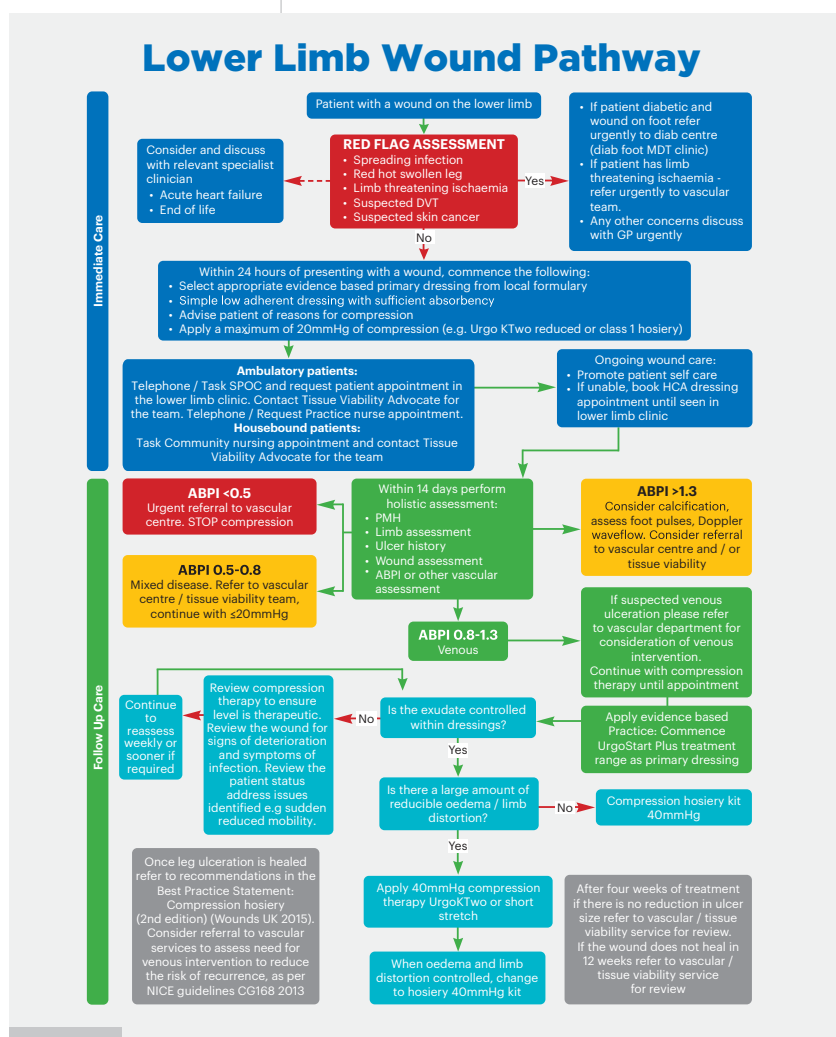 Lower Limb Wound Pathway
Immediate Care
Patient with a wound on the lower limb
RED FLAG ASSESSMENT
• Spreading infection
• Red hot swollen leg
• Limb threatening ischaemia
• Suspected DVT
• Suspected skin cancer
Consider and discuss
with relevant specialist
clinician
• Acute heart failure
• End of life
Yes
• If patient diabetic and
wound on foot refer
urgently to diab centre
(diab foot MDT clinic)
• If patient has limb
threatening ischaemia -
refer urgently to vascular
team.
• Any other concerns discuss
with GP urgently
No
Within 24 hours of presenting with a wound, commence the following:
• Select appropriate evidence based primary dressing from local formulary
• Simple low adherent dressing with sufficient absorbency
• Advise patient of reasons for compression
• Apply a maximum of 20mmHg of compression (e.g. Urgo KTwo reduced or class 1 hosiery)
Ambulatory patients:
Telephone / Task SPOC and request patient appointment in
the lower limb clinic. Contact Tissue Viability Advocate for
the team. Telephone / Request Practice nurse appointment.
Housebound patients:
Task Community nursing appointment and contact Tissue
Viability Advocate for the team
Ongoing wound care:
• Promote patient self care
• If unable, book HCA dressing
appointment until seen in
lower limb clinic
Follow Up Care
ABPI <0.5
Urgent referral to vascular
centre. STOP compression
ABPI 0.5-0.8
Mixed disease. Refer to vascular
centre / tissue viability team,
continue with ≤20mmHg
Within 14 days perform
holistic assessment:
• PMH
• Limb assessment
• Ulcer history
• Wound assessment
• ABPI or other vascular
assessment
ABPI >1.3
Consider calcification,
assess foot pulses, Doppler
waveflow. Consider referral
to vascular centre and / or
tissue viability
ABPI 0.8-1.3
Venous
If suspected venous
ulceration please refer
to vascular department for
consideration of venous
intervention.
Continue with compression
therapy until appointment
Apply evidence based
Practice: Commence
UrgoStart Plus treatment
range as primary dressing
Is the exudate controlled
within dressings?
No
Review compression
therapy to ensure
level is therapeutic.
Review the wound for
signs of deterioration
and symptoms of
infection. Review the
patient status
address issues
identified e.g sudden
reduced mobility.
Continue
to
reassess
weekly or
sooner if
required
Yes
Is there a large amount of
reducible oedema / limb
distortion?
No
Compression hosiery kit
40mmHg
Yes
Apply 40mmHg compression
therapy UrgoKTwo or short
stretch
When oedema and limb
distortion controlled, change
to hosiery 40mmHg kit
Once leg ulceration is healed
refer to recommendations in the
Best Practice Statement:
Compression hosiery
(2nd edition) (Wounds UK 2015).
Consider referral to vascular
services to assess need for
venous intervention to reduce
the risk of recurrence, as per
NICE guidelines CG168 2013
After four weeks of treatment
if there is no reduction in ulcer
size refer to vascular / tissue
viability service for review.
If the wound does not heal in
12 weeks refer to vascular /
tissue viability service
for review